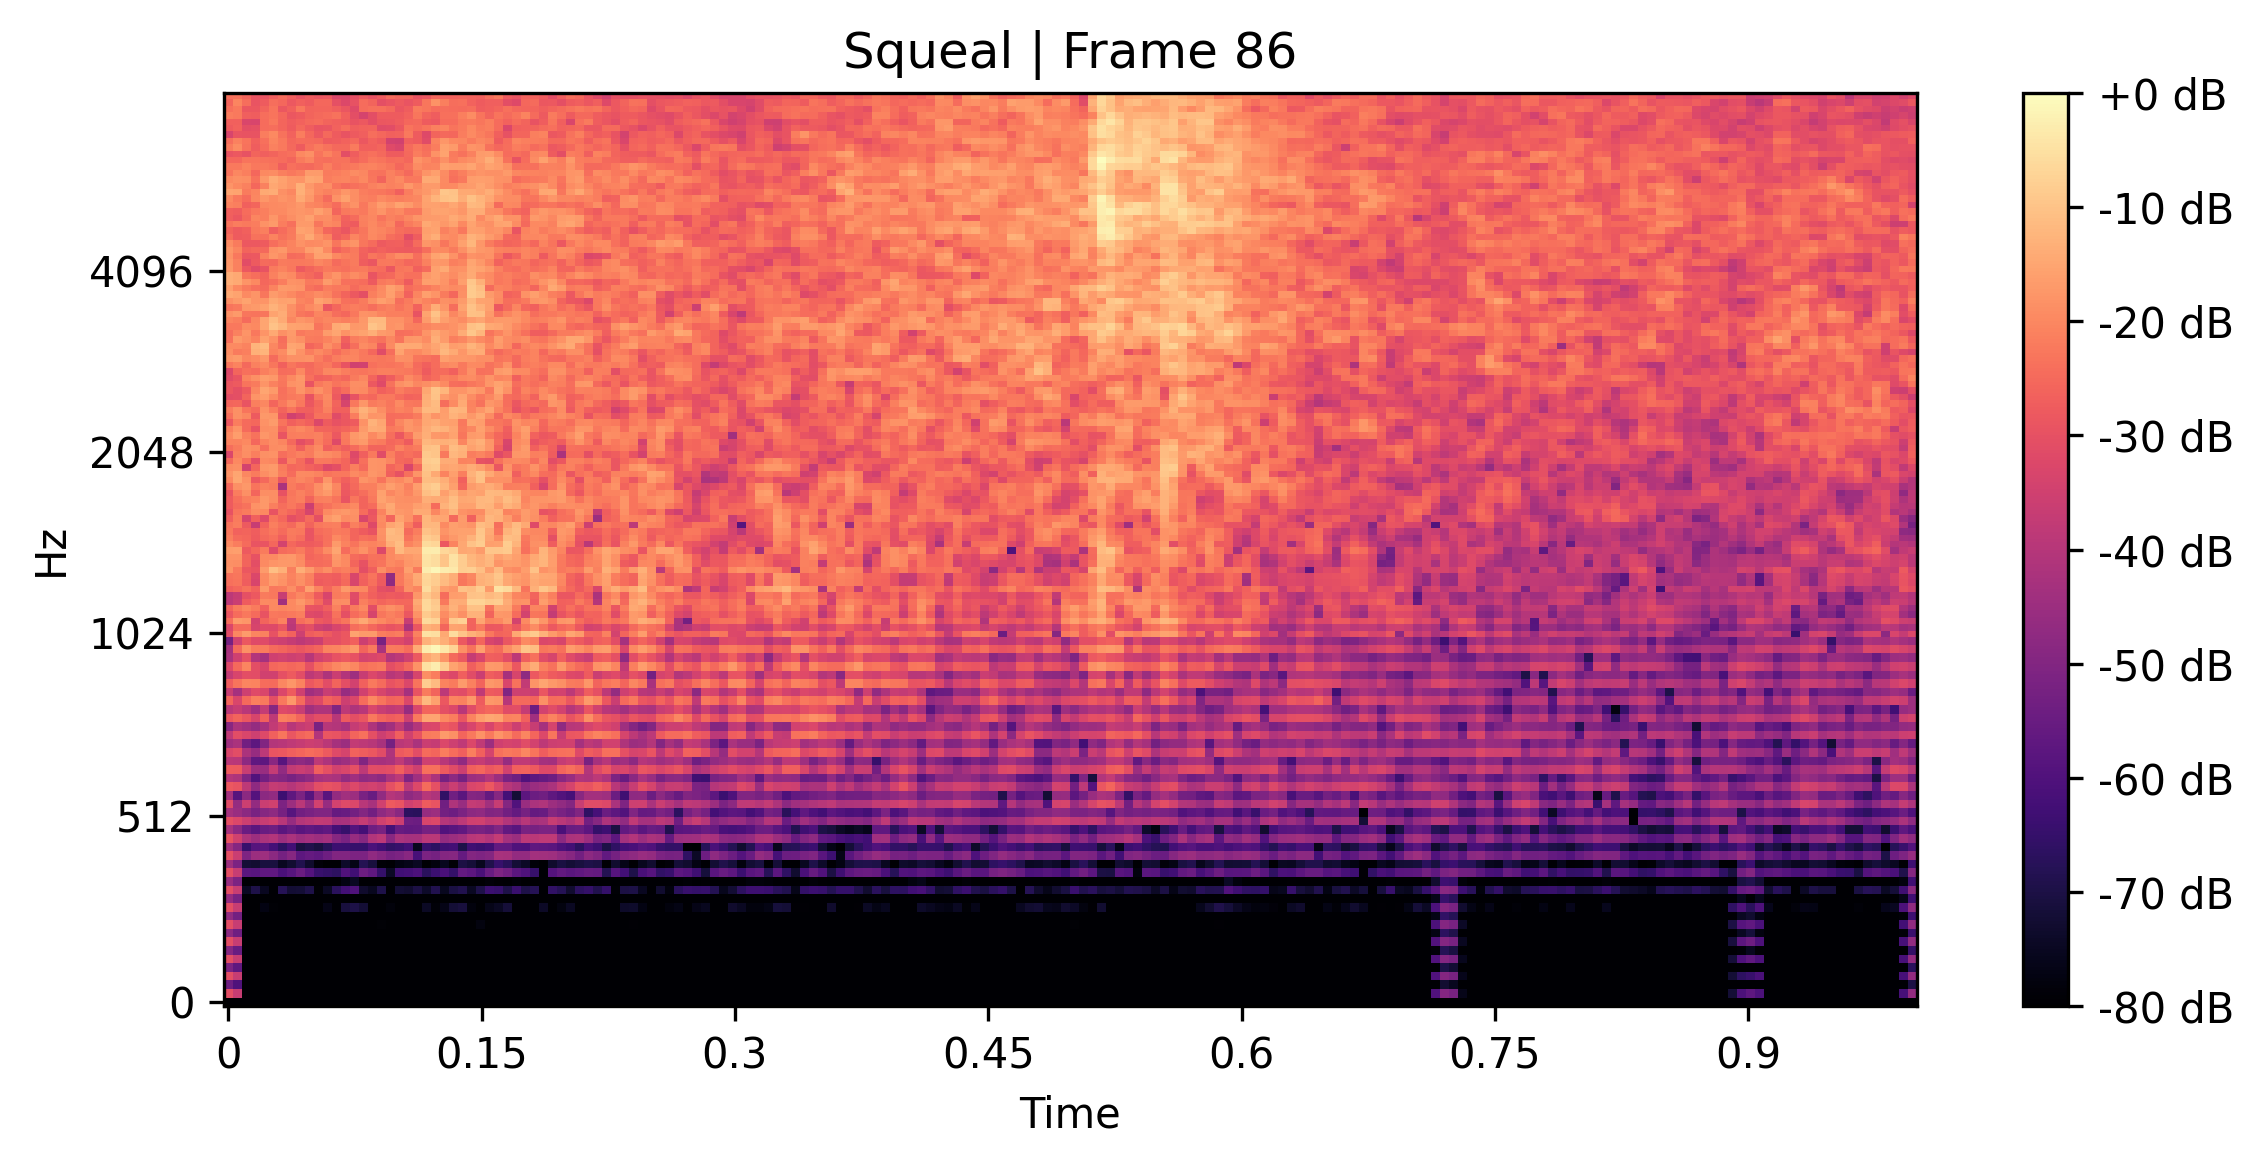 Squeal | Frame 86
+0 dB
-10 dB
-20 dB
-30 dB
-40 dB
-50 dB
-60 dB
-70 dB
-80 dB
Hz
4096
2048
1024
512
0
0 0.15 0.3 0.45 0.6 0.75 0.9
Time